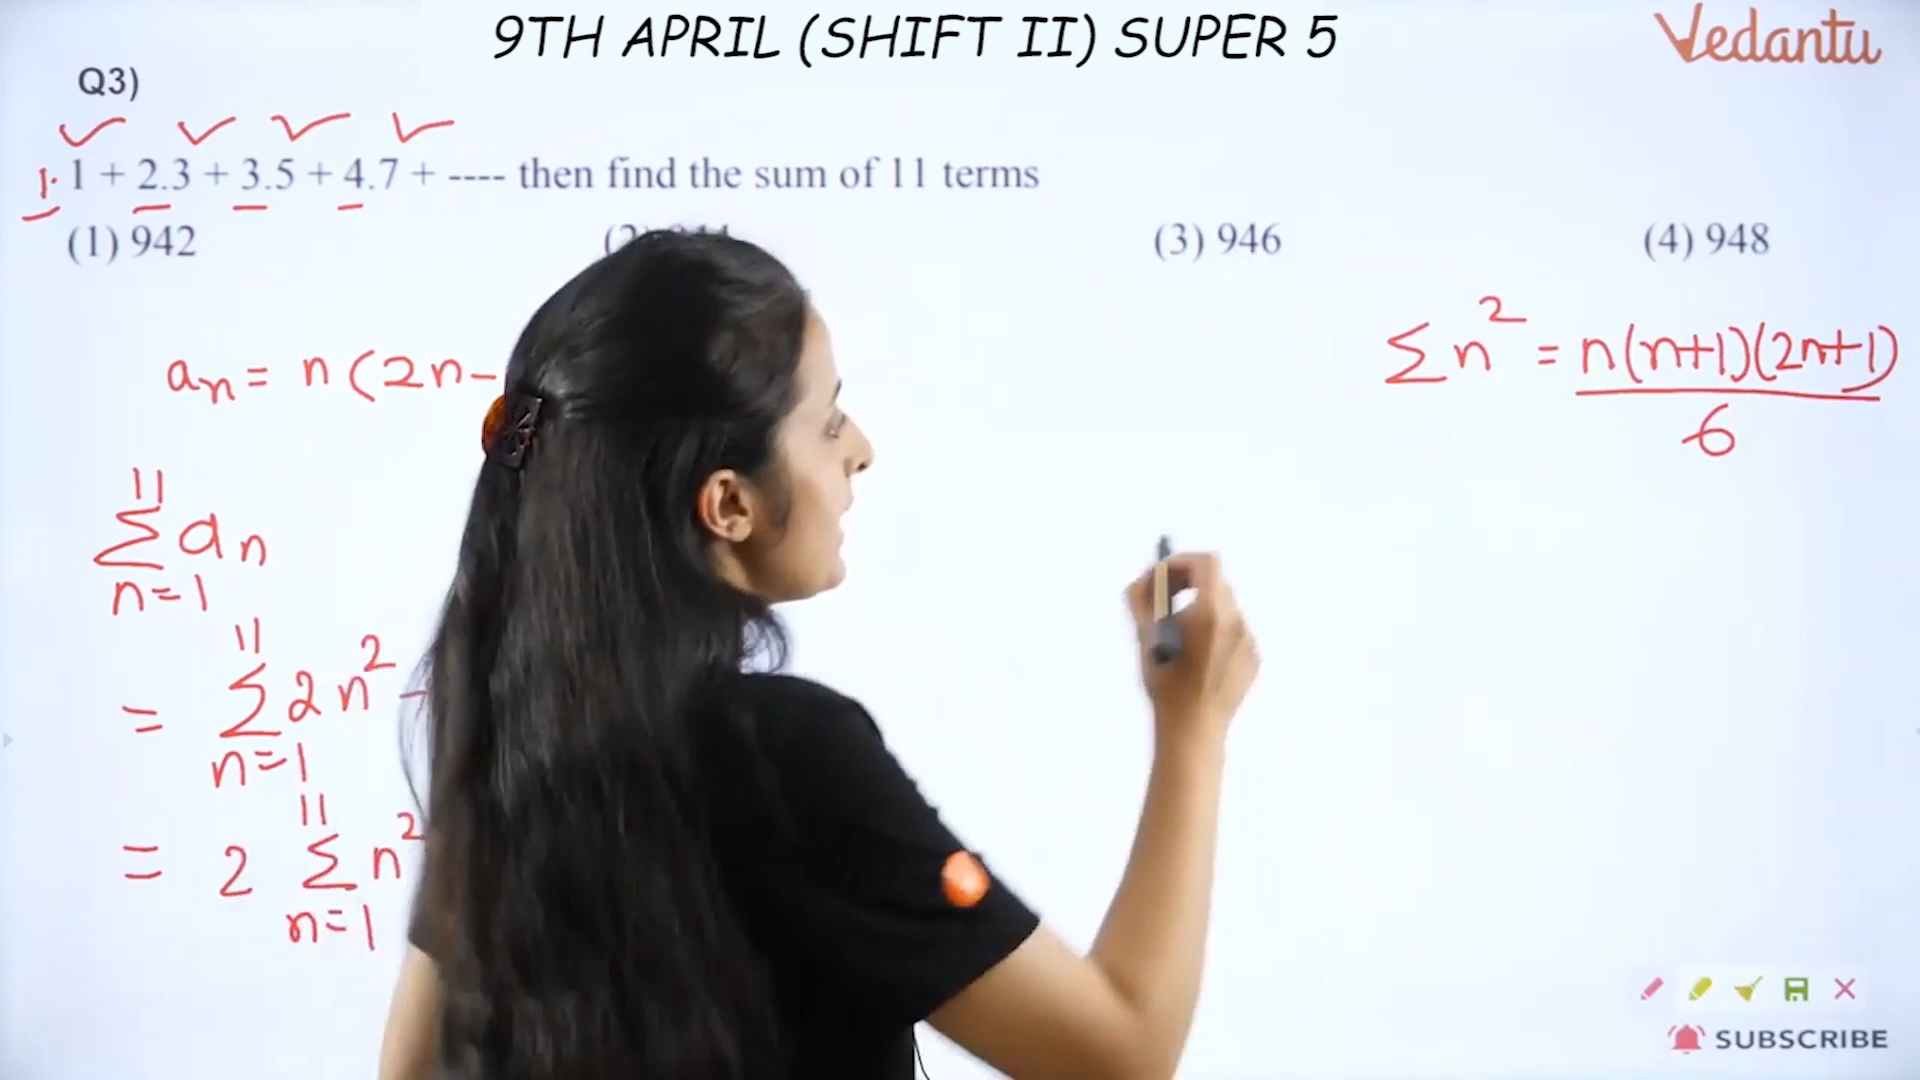 9TH APRIL (SHIFT II) SUPER 5
Vedantu
Q3)
1. 1 + 2.3 + 3.5 + 4.7 + ---- then find the sum of 11 terms
(1) 942 (3) 946 (4) 948
Σn² = n(n+1)(2n+1)
6
aₙ = n(2n-
11
Σ aₙ
n=1
11
= Σ 2n² -
n=1
11
= 2 Σ n²
n=1
SUBSCRIBE